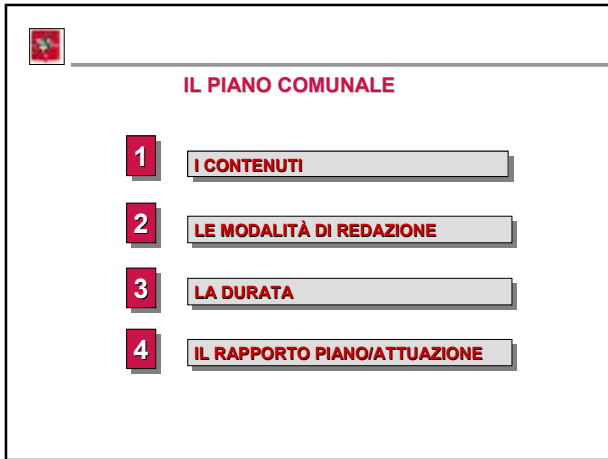 IL PIANO COMUNALE
1
I CONTENUTI
2
LE MODALITÀ DI REDAZIONE
3
LA DURATA
4
IL RAPPORTO PIANO/ATTUAZIONE